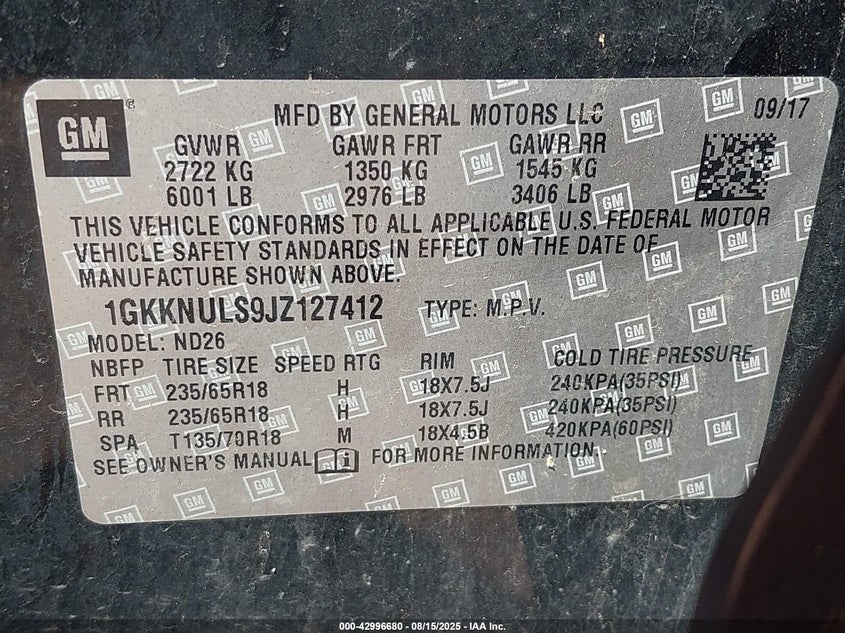 GM ® MFD BY GENERAL MOTORS LLC 09/17
GVWR GAWR FRT GAWR RR
2722 KG 1350 KG 1545 KG
6001 LB 2976 LB 3406 LB
THIS VEHICLE CONFORMS TO ALL APPLICABLE U.S. FEDERAL MOTOR
VEHICLE SAFETY STANDARDS IN EFFECT ON THE DATE OF
MANUFACTURE SHOWN ABOVE.
1GKKNULS9JZ127412 TYPE: M.P.V.
MODEL: ND26
NBFP TIRE SIZE SPEED RTG RIM COLD TIRE PRESSURE
FRT 235/65R18 H 18X7.5J 240KPA(35PSI)
RR 235/65R18 H 18X7.5J 240KPA(35PSI)
SPA T135/70R18 M 18X4.5B 420KPA(60PSI)
SEE OWNER'S MANUAL i FOR MORE INFORMATION.
000-42996680 - 08/15/2025 - IAA Inc.